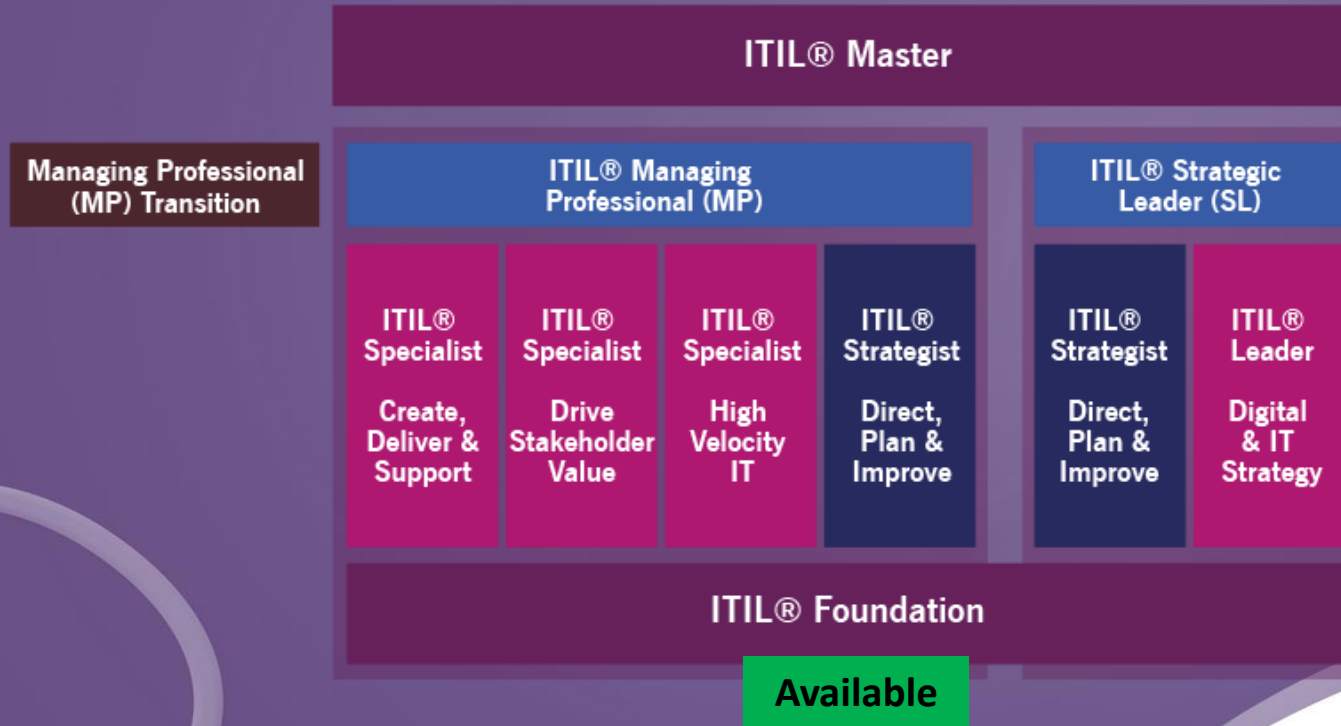 ITIL® Master
Managing Professional
(MP) Transition
ITIL® Managing
Professional (MP)
ITIL® Strategic
Leader (SL)
ITIL®
Specialist
Create,
Deliver &
Support
ITIL®
Specialist
Drive
Stakeholder
Value
ITIL®
Specialist
High
Velocity
IT
ITIL®
Strategist
Direct,
Plan &
Improve
ITIL®
Strategist
Direct,
Plan &
Improve
ITIL®
Leader
Digital
& IT
Strategy
ITIL® Foundation
Available